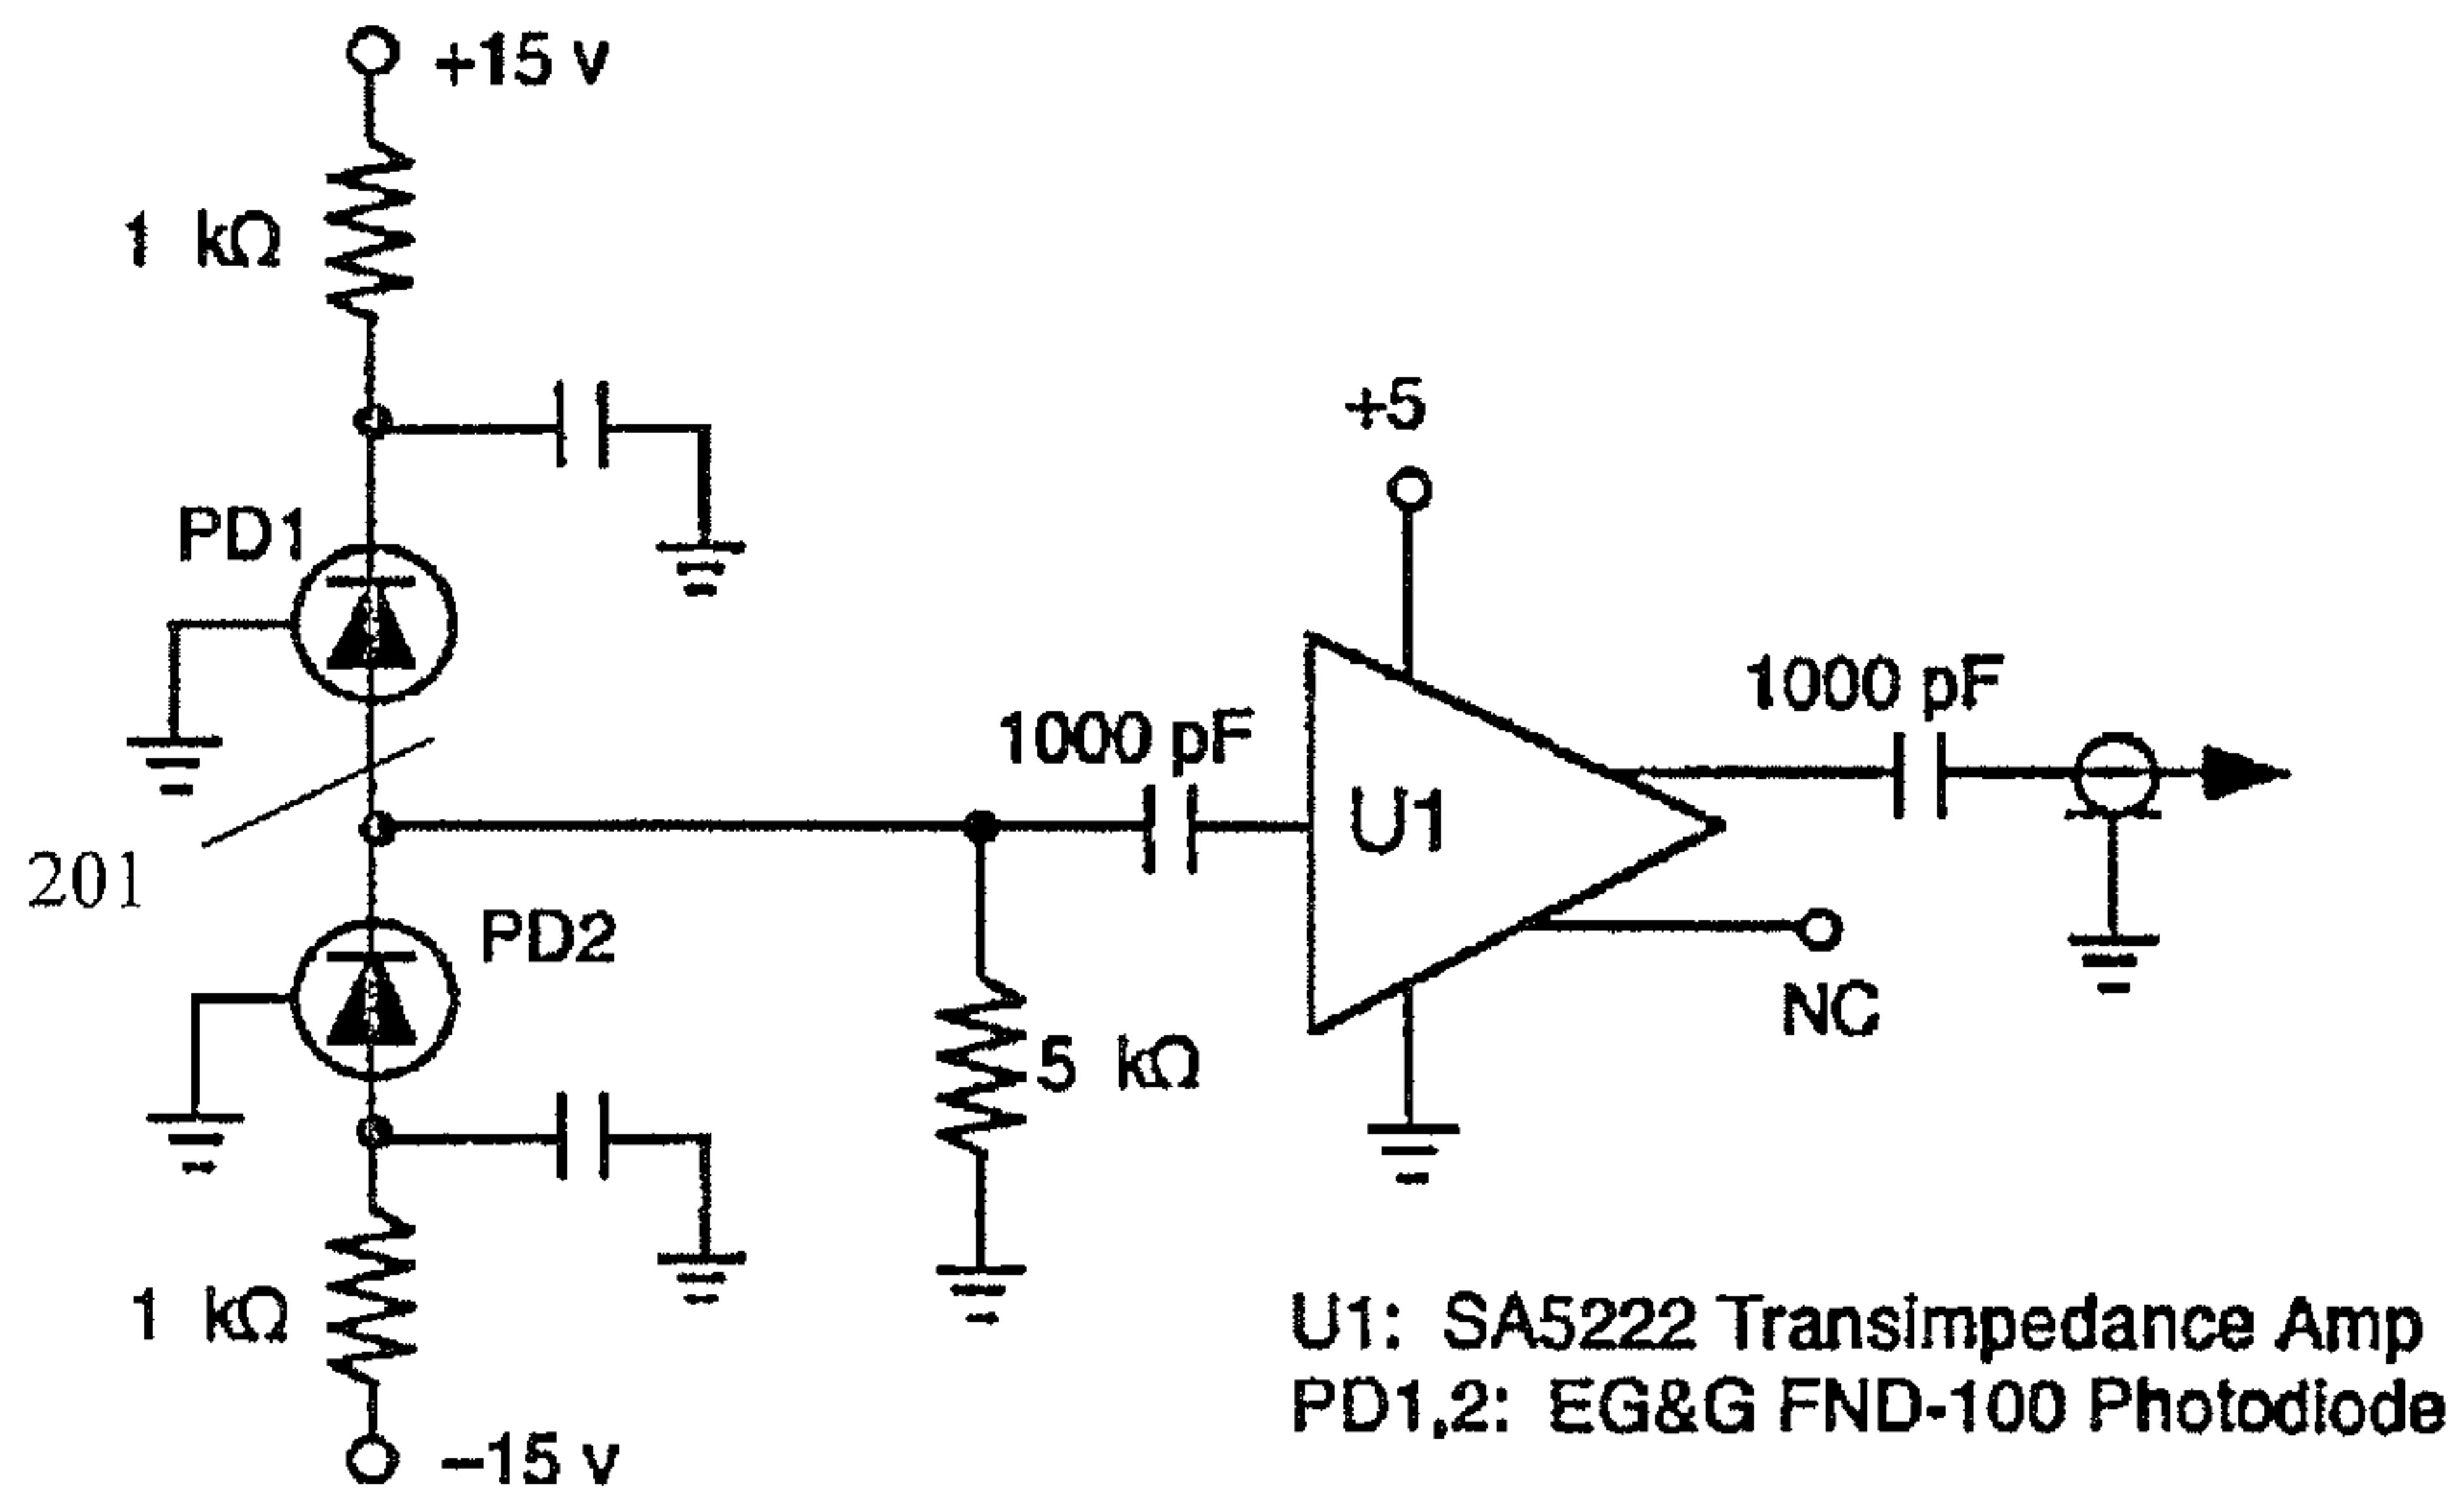 +15 v
1 kΩ
+5
PD1
1000 pF
1000 pF
U1
201
PD2
NC
5 kΩ
1 kΩ
U1: SA5222 Transimpedance Amp
PD1,2: EG&G FND-100 Photodiode
−15 v